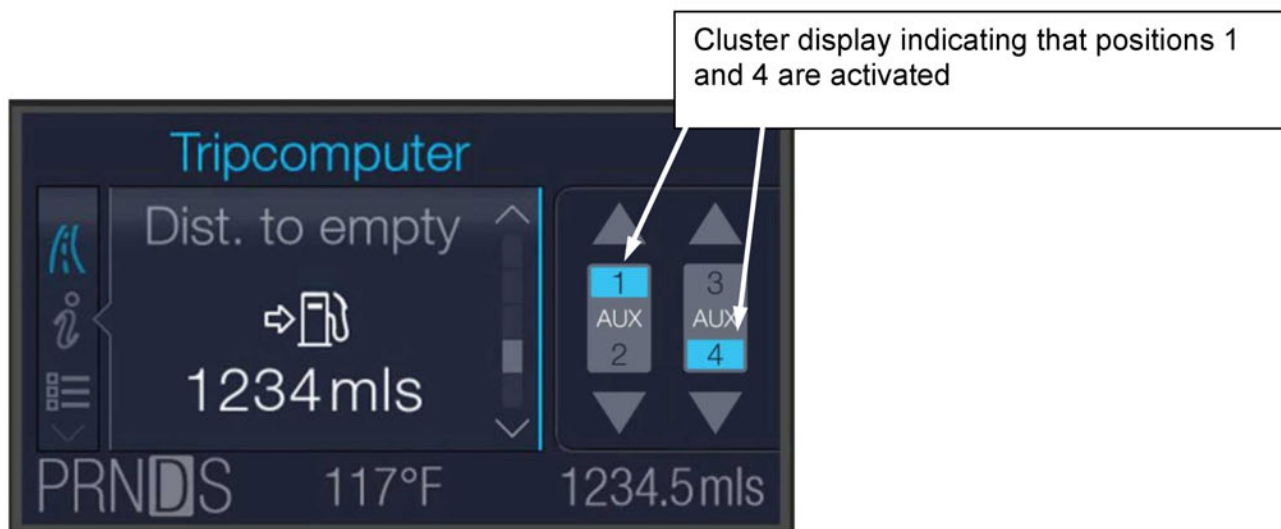 Cluster display indicating that positions 1
and 4 are activated
Tripcomputer
Dist. to empty
1234 mls
1
AUX
2
3
AUX
4
PRNDS 117°F 1234.5 mls